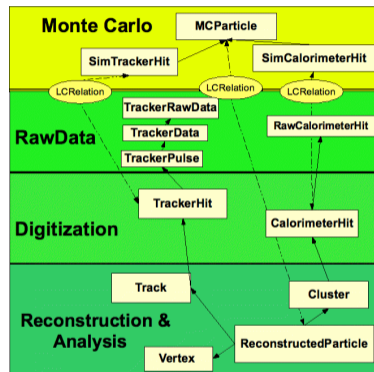 Monte Carlo
MCParticle
SimTrackerHit
SimCalorimeterHit
LCRelation
LCRelation
LCRelation
TrackerRawData
RawCalorimeterHit
TrackerData
RawData
TrackerPulse
TrackerHit
Digitization
CalorimeterHit
Track
Cluster
Reconstruction &
Analysis
ReconstructedParticle
Vertex